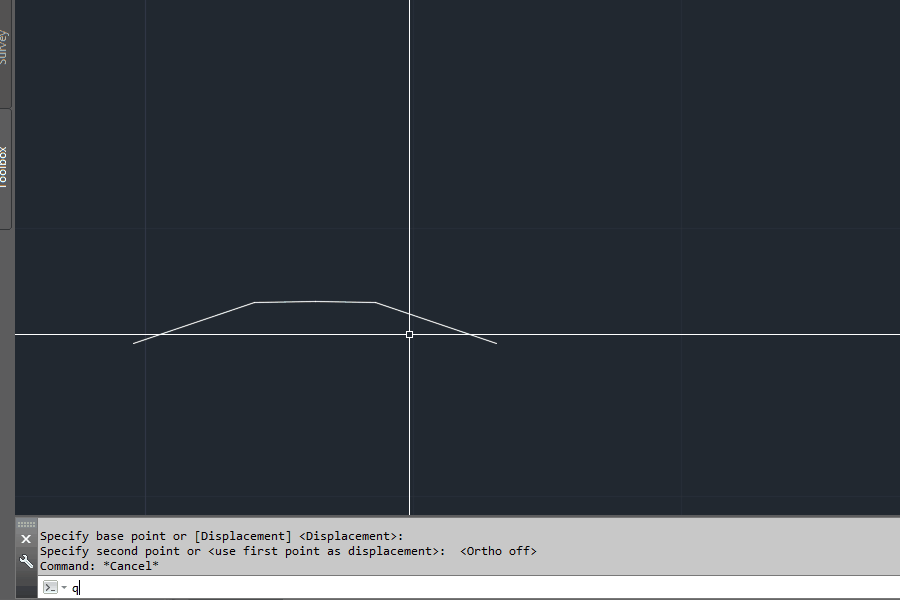 Survey
Toolbox
Specify base point or [Displacement] <Displacement>:
Specify second point or <use first point as displacement>:  <Ortho off>
Command: *Cancel*
q